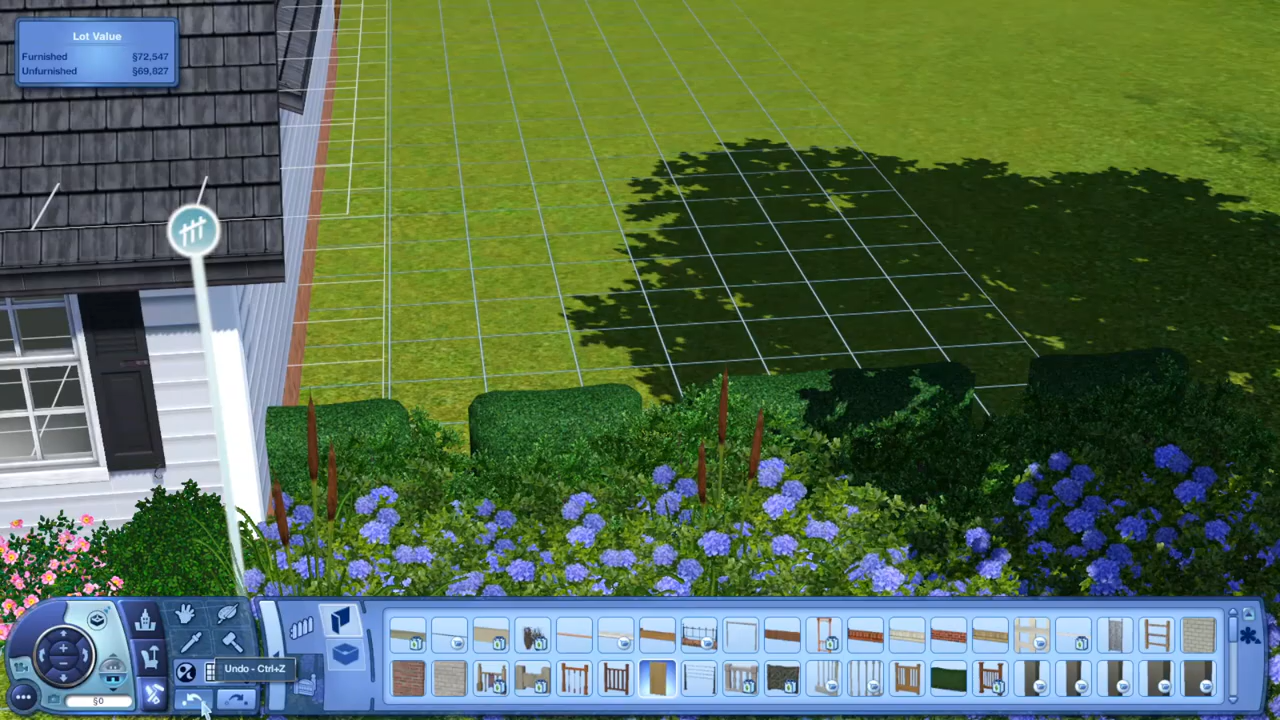 Lot Value
Furnished §72,547
Unfurnished §69,827
Undo - Ctrl+Z
§0